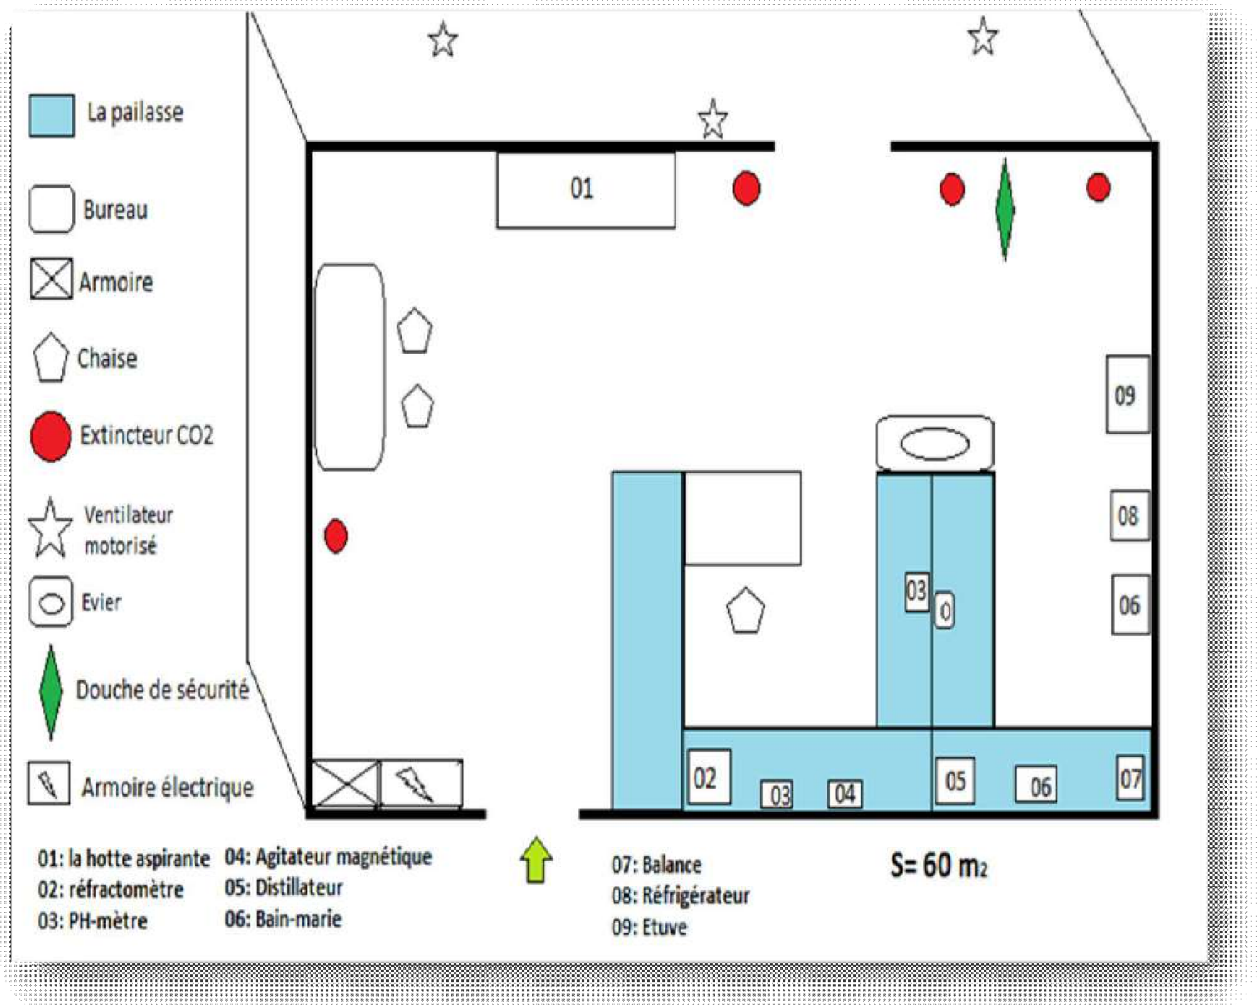 La pailasse
Bureau
Armoire
Chaise
Extincteur CO2
Ventilateur
motorisé
Evier
Douche de sécurité
Armoire électrique
01
09
08
03
O
06
02
03
04
05
06
07
01: la hotte aspirante
02: réfractomètre
03: PH-mètre
04: Agitateur magnétique
05: Distillateur
06: Bain-marie
07: Balance
08: Réfrigérateur
09: Etuve
S= 60 m2